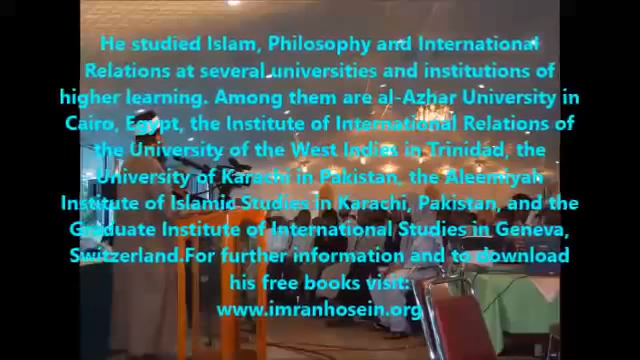 He studied Islam, Philosophy and International
Relations at several universities and institutions of
higher learning. Among them are al-Azhar University in
Cairo, Egypt, the Institute of International Relations of
the University of the West Indies in Trinidad, the
University of Karachi in Pakistan, the Aleemiyah
Institute of Islamic Studies in Karachi, Pakistan, and the
Graduate Institute of International Studies in Geneva,
Switzerland.For further information and to download
his free books visit:
www.imranhosein.org